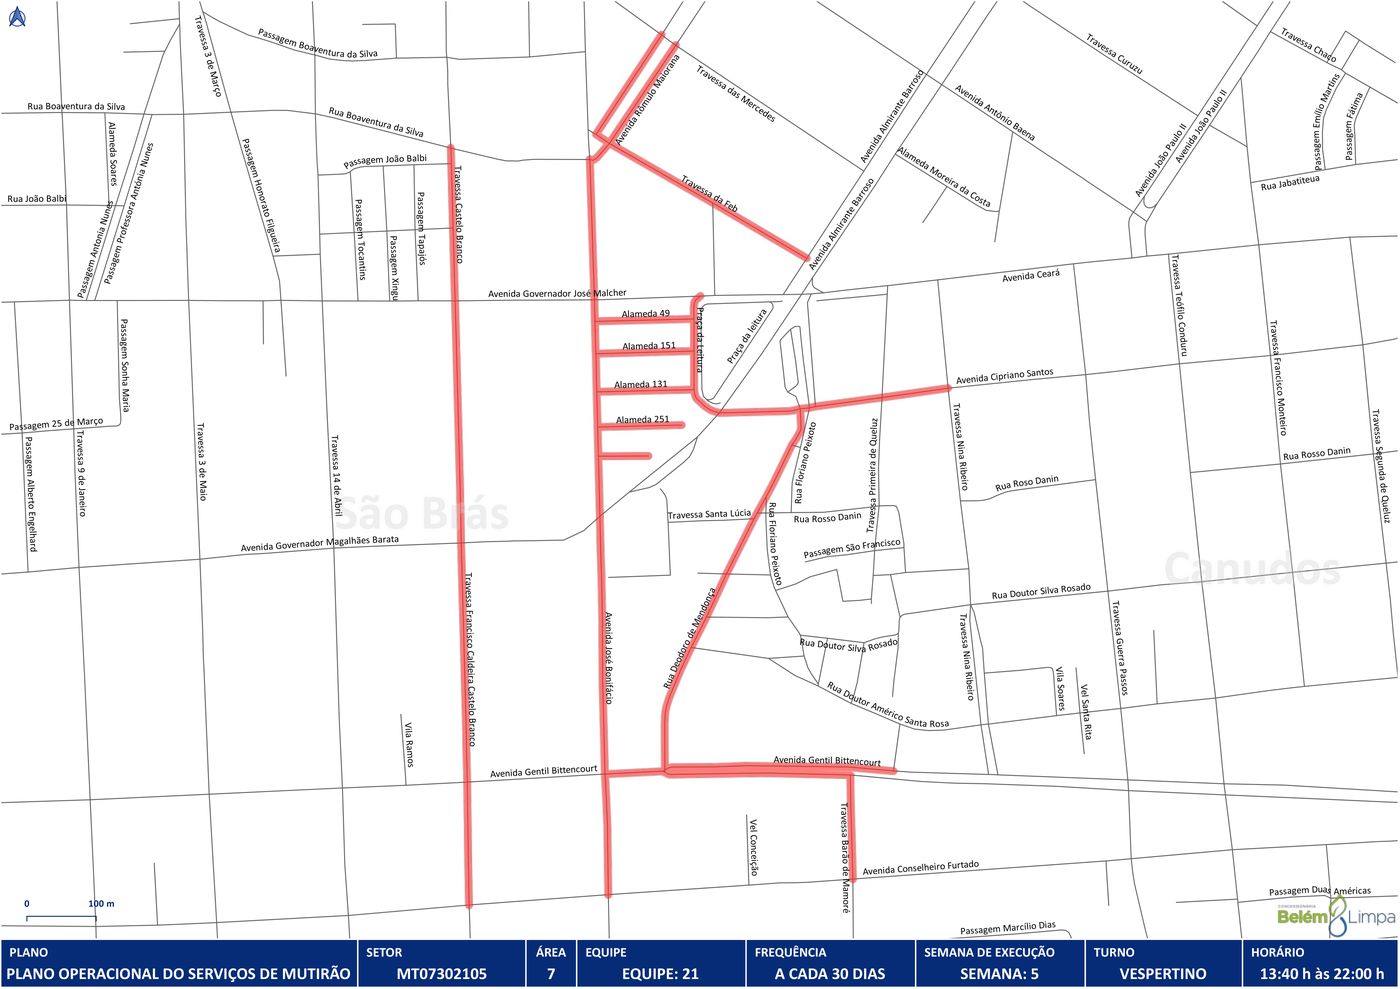 Travessa 3 de Março
Passagem Boaventura da Silva
Travessa das Mercedes
Avenida Rômulo Maiorana
Avenida Almirante Barroso
Travessa Curuzu
Travessa Chaco
Rua Boaventura da Silva
Rua Boaventura da Silva
Avenida Antônio Baena
Avenida João Paulo II
Avenida João Paulo II
Passagem Emílio Martins
Passagem Fátima
Alameda Soares
Passagem Professora Antónia Nunes
Passagem Antonia Nunes
Passagem Honorato Filgueira
Passagem João Balbi
Travessa Castelo Branco
Travessa da Feb
Alameda Moreira da Costa
Rua Jabatiteua
Rua João Balbi
Passagem Tocantins
Passagem Xingu
Passagem Tapajós
Avenida Almirante Barroso
Avenida Ceará
Avenida Governador José Malcher
Travessa Teófilo Conduru
Passagem Sonha Maria
Alameda 49
Alameda 151
Alameda 131
Alameda 251
Praça da Leitura
Praça da leitura
Travessa Francisco Monteiro
Avenida Cipriano Santos
Passagem 25 de Março
Passagem Alberto Engelhard
Travessa 9 de Janeiro
Travessa 3 de Maio
Travessa 14 de Abril
Rua Floriano Peixoto
Travessa Primeira de Queluz
Travessa Nina Ribeiro
Travessa Segunda de Queluz
Rua Rosso Danin
Rua Roso Danin
São Brás
Travessa Santa Lúcia
Rua Floriano Peixoto
Rua Rosso Danin
Passagem São Francisco
Avenida Governador Magalhães Barata
Canudos
Travessa Francisco Caldeira Castelo Branco
Avenida José Bonifácio
Rua Deodoro de Mendonça
Rua Doutor Silva Rosado
Rua Doutor Silva Rosado
Travessa Nina Ribeiro
Travessa Guerra Passos
Rua Doutor Américo Santa Rosa
Vila Soares
Vel Santa Rita
Vila Ramos
Avenida Gentil Bittencourt
Avenida Gentil Bittencourt
Vel Conceição
Travessa Barão de Mamoré
Avenida Conselheiro Furtado
Passagem Duas Américas
Passagem Marcílio Dias
0 100 m
CONCESSIONÁRIA
Belém Limpa
PLANO
PLANO OPERACIONAL DO SERVIÇOS DE MUTIRÃO
SETOR
MT07302105
ÁREA
7
EQUIPE
EQUIPE: 21
FREQUÊNCIA
A CADA 30 DIAS
SEMANA DE EXECUÇÃO
SEMANA: 5
TURNO
VESPERTINO
HORÁRIO
13:40 h às 22:00 h